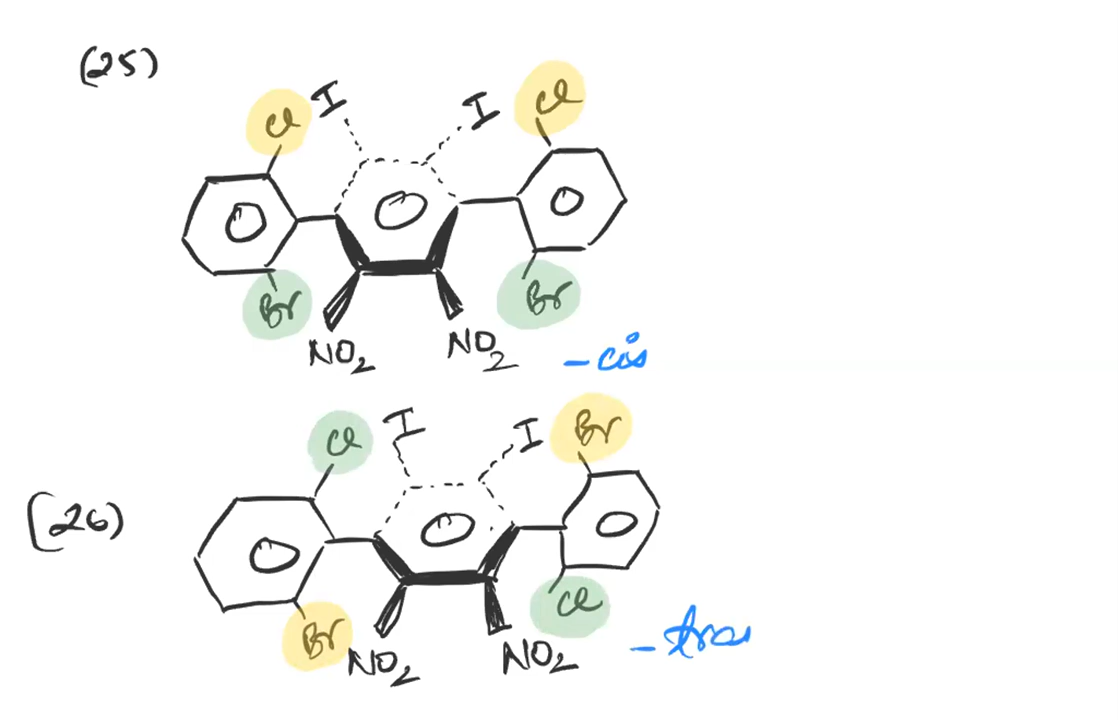 (25)
Cl I I Cl
Br Br
NO2 NO2
-cis
Cl I I Br
(26)
Br Cl
NO2 NO2